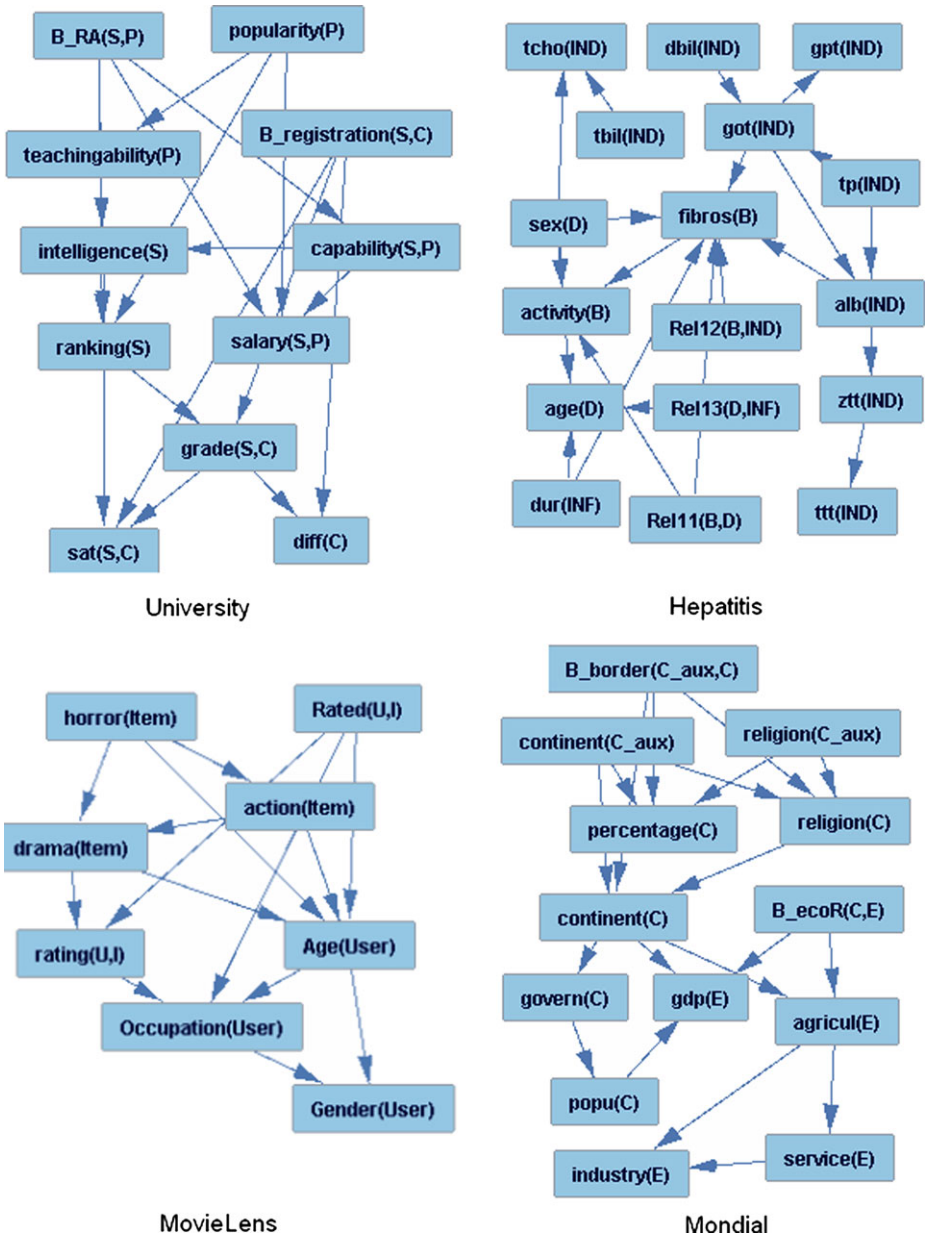 B_RA(S,P)
popularity(P)
B_registration(S,C)
teachingability(P)
intelligence(S)
capability(S,P)
ranking(S)
salary(S,P)
grade(S,C)
sat(S,C)
diff(C)
University
tcho(IND)
dbil(IND)
gpt(IND)
tbil(IND)
got(IND)
tp(IND)
sex(D)
fibros(B)
activity(B)
Rel12(B,IND)
alb(IND)
age(D)
Rel13(D,INF)
ztt(IND)
dur(INF)
Rel11(B,D)
ttt(IND)
Hepatitis
horror(Item)
Rated(U,I)
action(Item)
drama(Item)
rating(U,I)
Age(User)
Occupation(User)
Gender(User)
MovieLens
B_border(C_aux,C)
continent(C_aux)
religion(C_aux)
percentage(C)
religion(C)
continent(C)
B_ecoR(C,E)
govern(C)
gdp(E)
agricul(E)
popu(C)
industry(E)
service(E)
Mondial